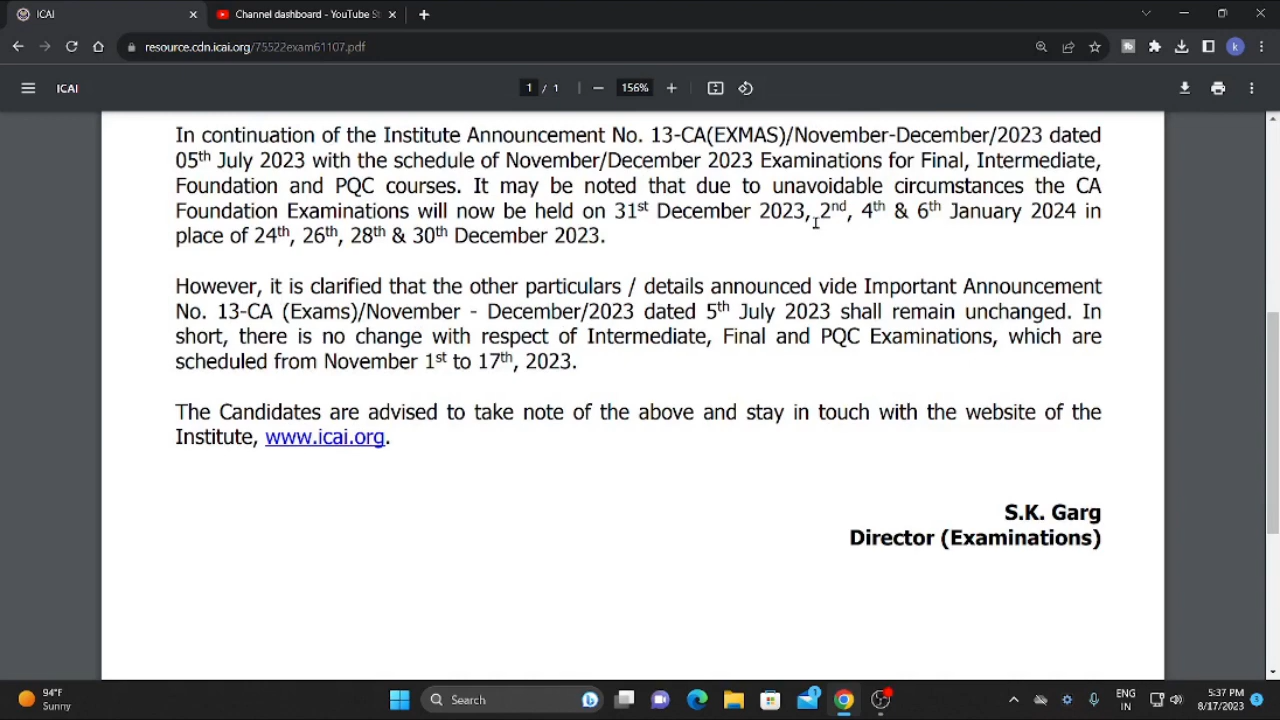 ICAI
Channel dashboard - YouTube St
resource.cdn.icai.org/75522exam61107.pdf
ICAI
1 / 1
156%
In continuation of the Institute Announcement No. 13-CA(EXMAS)/November-December/2023 dated
05th July 2023 with the schedule of November/December 2023 Examinations for Final, Intermediate,
Foundation and PQC courses. It may be noted that due to unavoidable circumstances the CA
Foundation Examinations will now be held on 31st December 2023, 2nd, 4th & 6th January 2024 in
place of 24th, 26th, 28th & 30th December 2023.
However, it is clarified that the other particulars / details announced vide Important Announcement
No. 13-CA (Exams)/November - December/2023 dated 5th July 2023 shall remain unchanged. In
short, there is no change with respect of Intermediate, Final and PQC Examinations, which are
scheduled from November 1st to 17th, 2023.
The Candidates are advised to take note of the above and stay in touch with the website of the
Institute, www.icai.org.
S.K. Garg
Director (Examinations)
94°F
Sunny
Search
1
ENG
IN
5:37 PM
8/17/2023
3
k